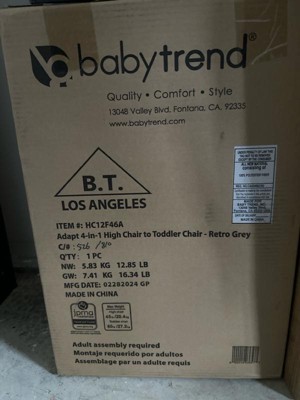 babytrend®
Quality • Comfort • Style
13048 Valley Blvd, Fontana, CA, 92335
www.babytrend.com
B.T.
LOS ANGELES
ITEM #: HC12F46A
Adapt 4-in-1 High Chair to Toddler Chair - Retro Grey
C/#:
Q'TY: 1 PC
NW: 5.83 KG 12.85 LB
GW: 7.41 KG 16.34 LB
MFG DATE: 02282024 GP
MADE IN CHINA
jpma
Adult assembly required
Montaje requerido por adultos
Assemblage par un adulte requis